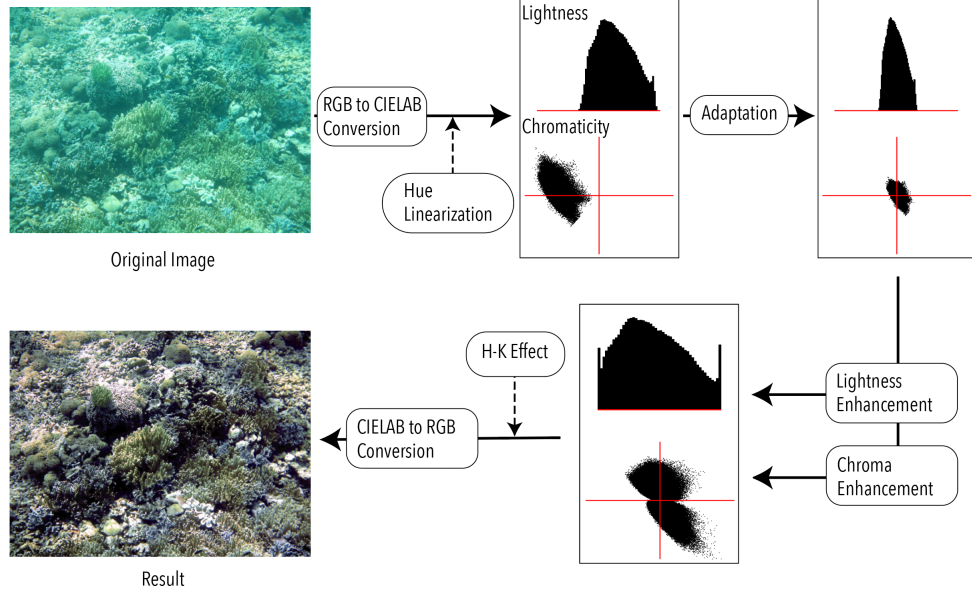 RGB to CIELAB
Conversion
Hue
Linearization
Original Image
Lightness
Chromaticity
Adaptation
Lightness
Enhancement
Chroma
Enhancement
H-K Effect
CIELAB to RGB
Conversion
Result